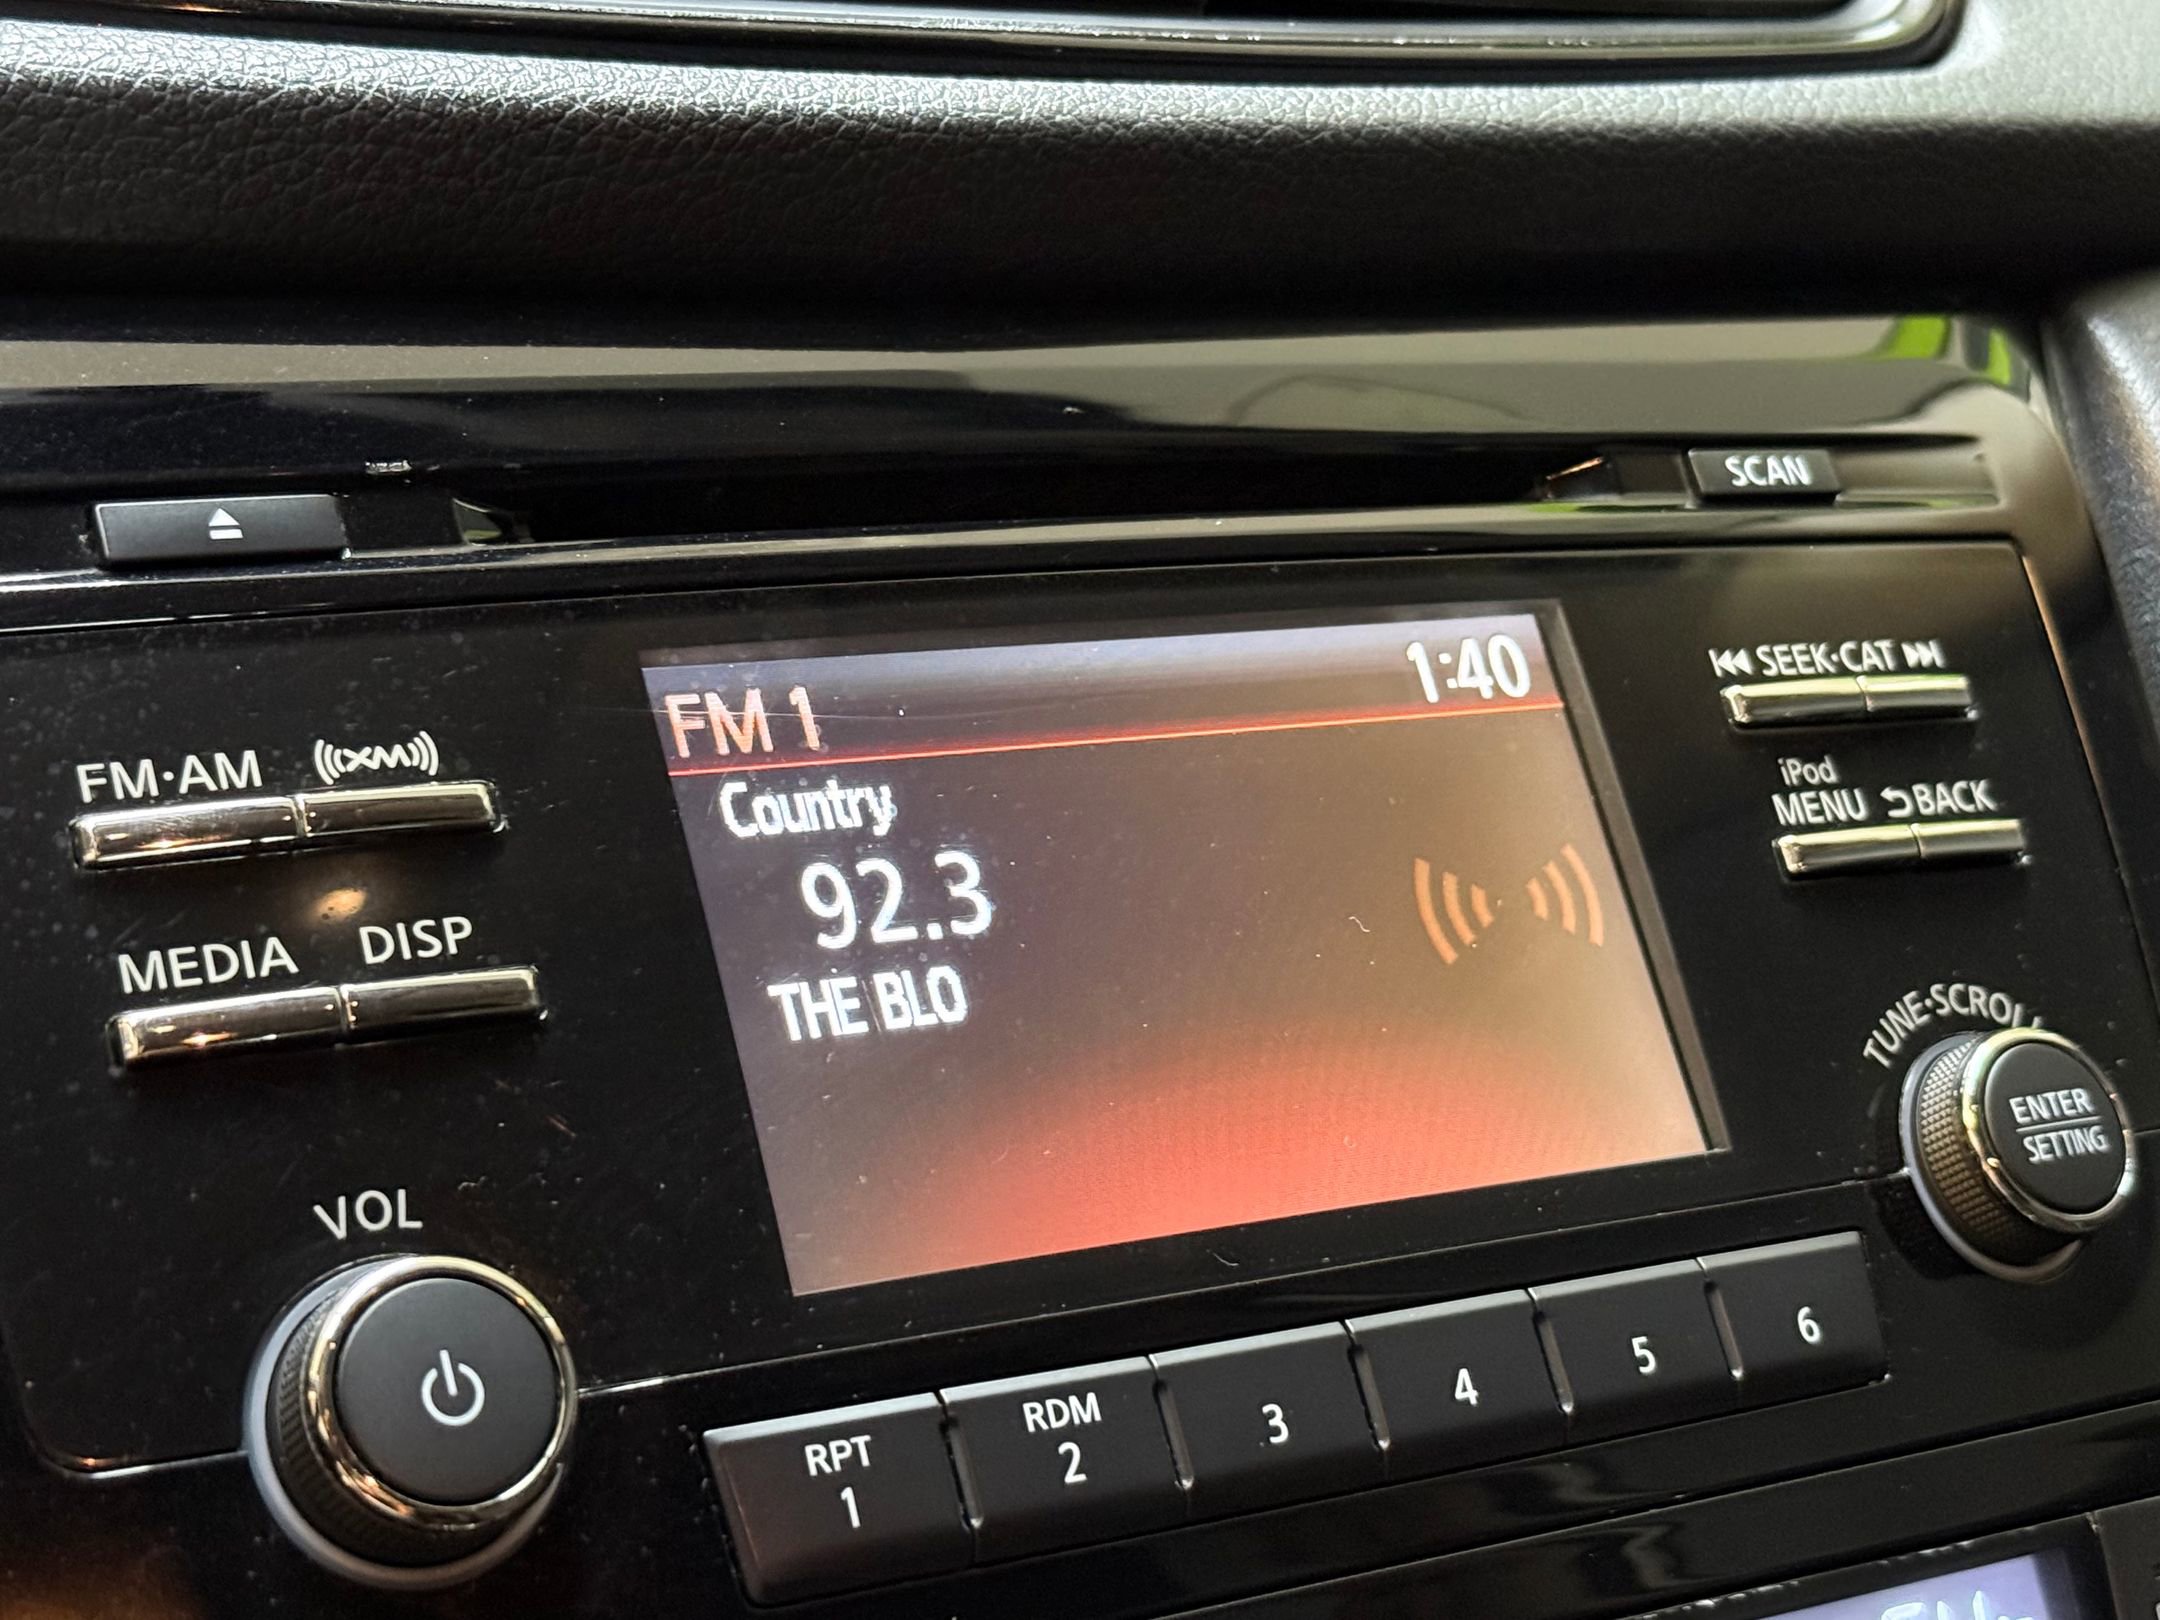 SCAN
FM 1 1:40
Country
92.3
THE BLO
FM·AM XM
MEDIA DISP
VOL
SEEK·CAT
iPod
MENU BACK
TUNE·SCROLL
ENTER
SETTING
RPT
1
RDM
2
3
4
5
6